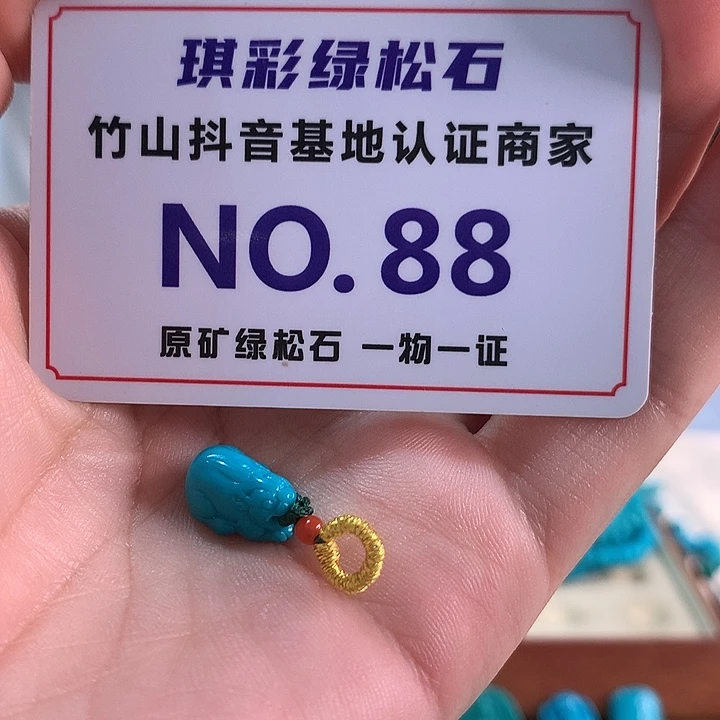 琪彩绿松石
竹山抖音基地认证商家
NO.88
原矿绿松石 一物一证